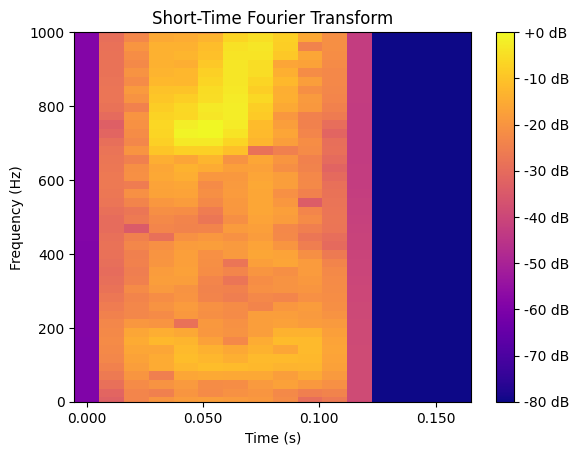 Short-Time Fourier Transform
Frequency (Hz)
1000
800
600
400
200
0
0.000
0.050
0.100
0.150
Time (s)
+0 dB
-10 dB
-20 dB
-30 dB
-40 dB
-50 dB
-60 dB
-70 dB
-80 dB